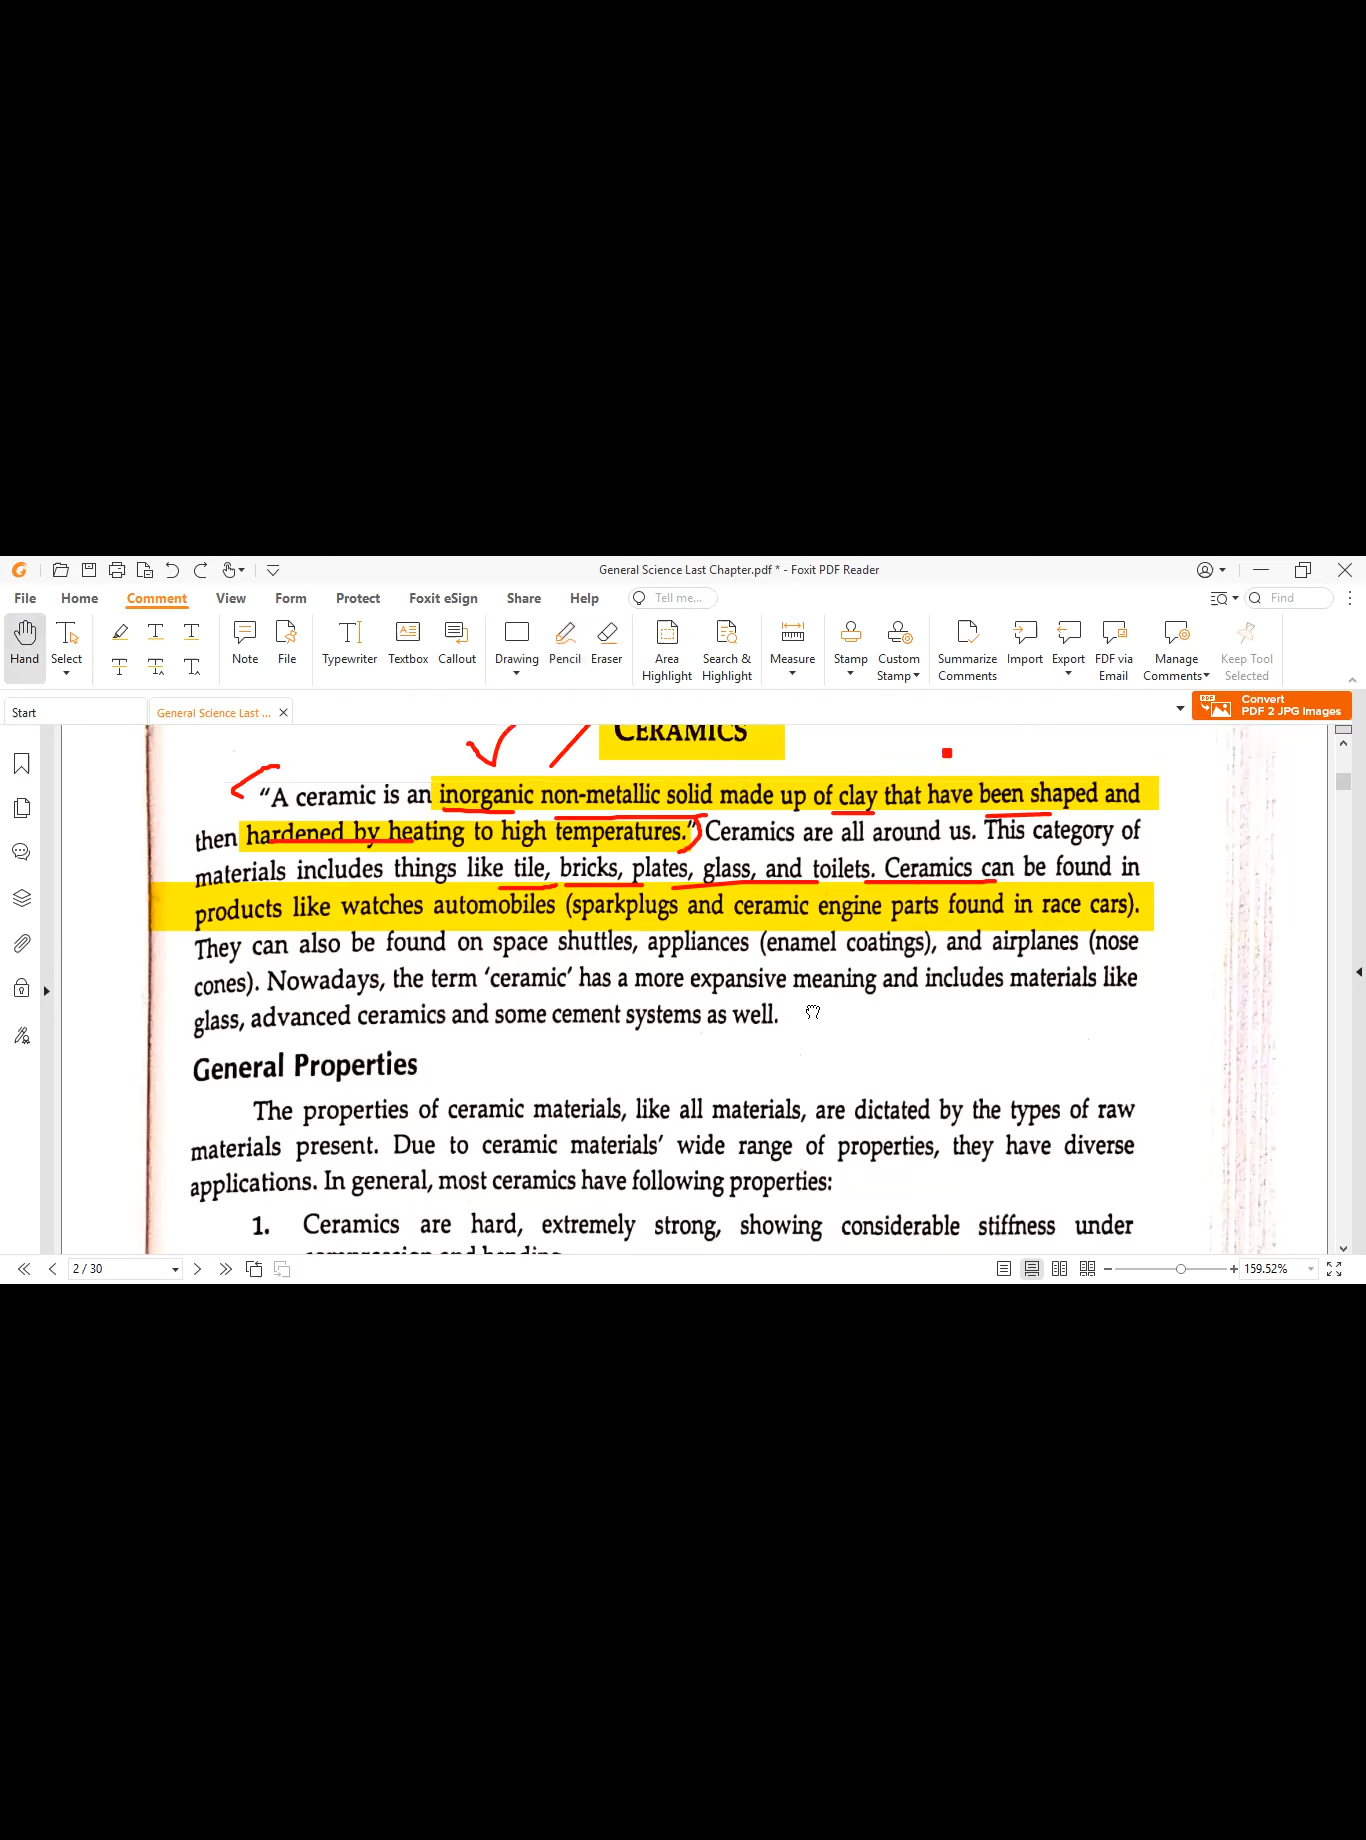 General Science Last Chapter.pdf * - Foxit PDF Reader
File Home Comment View Form Protect Foxit eSign Share Help Tell me... Find
Hand Select Note File Typewriter Textbox Callout Drawing Pencil Eraser Area Highlight Search & Highlight Measure Stamp Custom Stamp Summarize Comments Import Export FDF via Email Manage Comments Keep Tool Selected
Start General Science Last ... Convert PDF 2 JPG Images
CERAMICS
“A ceramic is an inorganic non-metallic solid made up of clay that have been shaped and
then hardened by heating to high temperatures.” Ceramics are all around us. This category of
materials includes things like tile, bricks, plates, glass, and toilets. Ceramics can be found in
products like watches automobiles (sparkplugs and ceramic engine parts found in race cars).
They can also be found on space shuttles, appliances (enamel coatings), and airplanes (nose
cones). Nowadays, the term ‘ceramic’ has a more expansive meaning and includes materials like
glass, advanced ceramics and some cement systems as well.
General Properties
The properties of ceramic materials, like all materials, are dictated by the types of raw
materials present. Due to ceramic materials’ wide range of properties, they have diverse
applications. In general, most ceramics have following properties:
1. Ceramics are hard, extremely strong, showing considerable stiffness under
compression and bending
2 / 30 159.52%